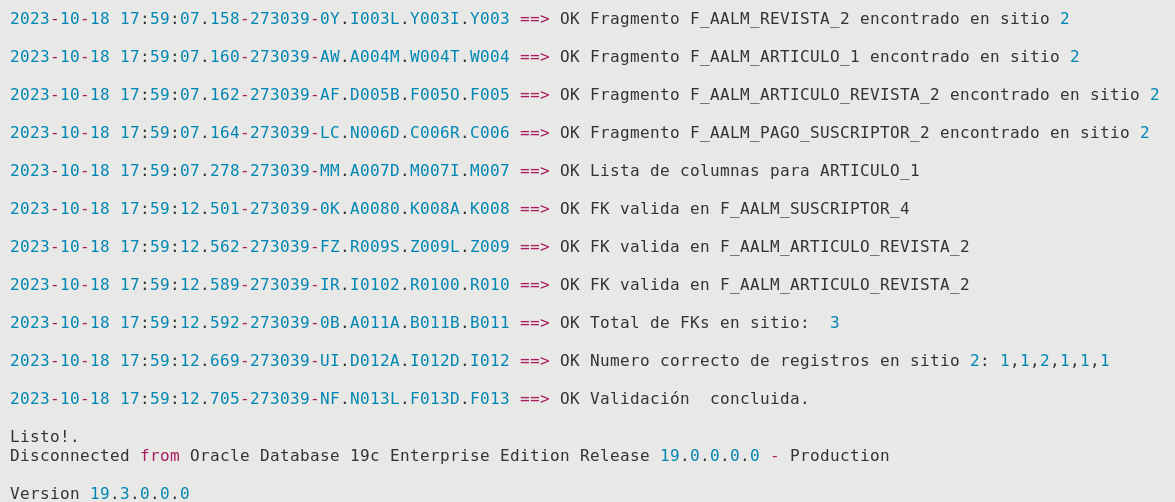 2023-10-18 17:59:07.158-273039-0Y.I003L.Y003I.Y003 ==> OK Fragmento F_AALM_REVISTA_2 encontrado en sitio 2
2023-10-18 17:59:07.160-273039-AW.A004M.W004T.W004 ==> OK Fragmento F_AALM_ARTICULO_1 encontrado en sitio 2
2023-10-18 17:59:07.162-273039-AF.D005B.F005O.F005 ==> OK Fragmento F_AALM_ARTICULO_REVISTA_2 encontrado en sitio 2
2023-10-18 17:59:07.164-273039-LC.N006D.C006R.C006 ==> OK Fragmento F_AALM_PAGO_SUSCRIPTOR_2 encontrado en sitio 2
2023-10-18 17:59:07.278-273039-MM.A007D.M007I.M007 ==> OK Lista de columnas para ARTICULO_1
2023-10-18 17:59:12.501-273039-0K.A0080.K008A.K008 ==> OK FK valida en F_AALM_SUSCRIPTOR_4
2023-10-18 17:59:12.562-273039-FZ.R009S.Z009L.Z009 ==> OK FK valida en F_AALM_ARTICULO_REVISTA_2
2023-10-18 17:59:12.589-273039-IR.I0102.R0100.R010 ==> OK FK valida en F_AALM_ARTICULO_REVISTA_2
2023-10-18 17:59:12.592-273039-0B.A011A.B011B.B011 ==> OK Total de FKs en sitio:  3
2023-10-18 17:59:12.669-273039-UI.D012A.I012D.I012 ==> OK Numero correcto de registros en sitio 2: 1,1,2,1,1,1
2023-10-18 17:59:12.705-273039-NF.N013L.F013D.F013 ==> OK Validación  concluida.
Listo!.
Disconnected from Oracle Database 19c Enterprise Edition Release 19.0.0.0.0 - Production
Version 19.3.0.0.0